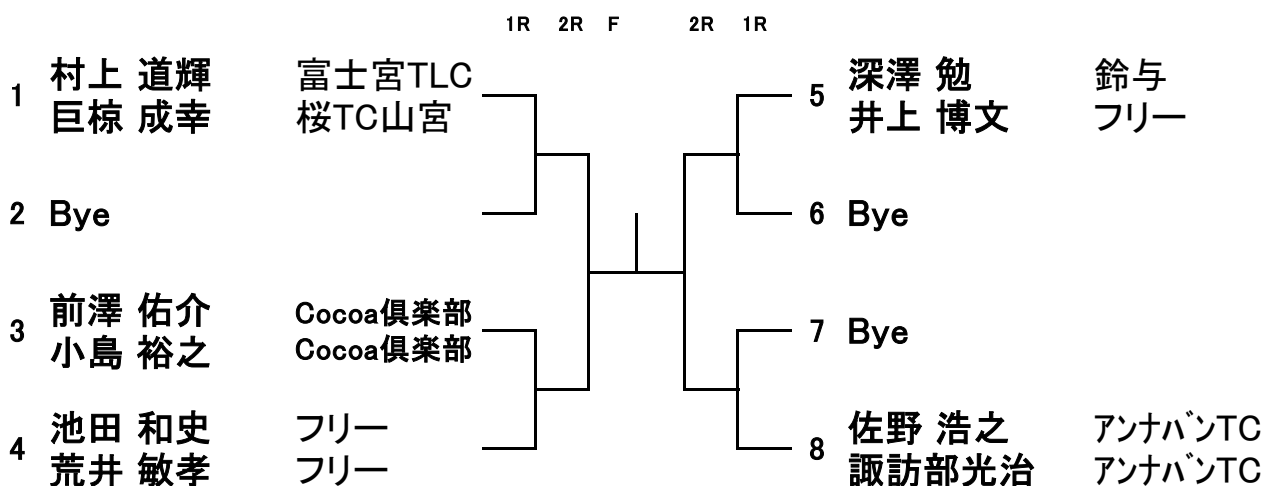 1R 2R F 2R 1R
1 村上 道輝 富士宮TLC
巨椋 成幸 桜TC山宮
2 Bye
3 前澤 佑介 Cocoa倶楽部
小島 裕之 Cocoa倶楽部
4 池田 和史 フリー
荒井 敏孝 フリー
5 深澤 勉 鈴与
井上 博文 フリー
6 Bye
7 Bye
8 佐野 浩之 アンナバンTC
諏訪部光治 アンナバンTC